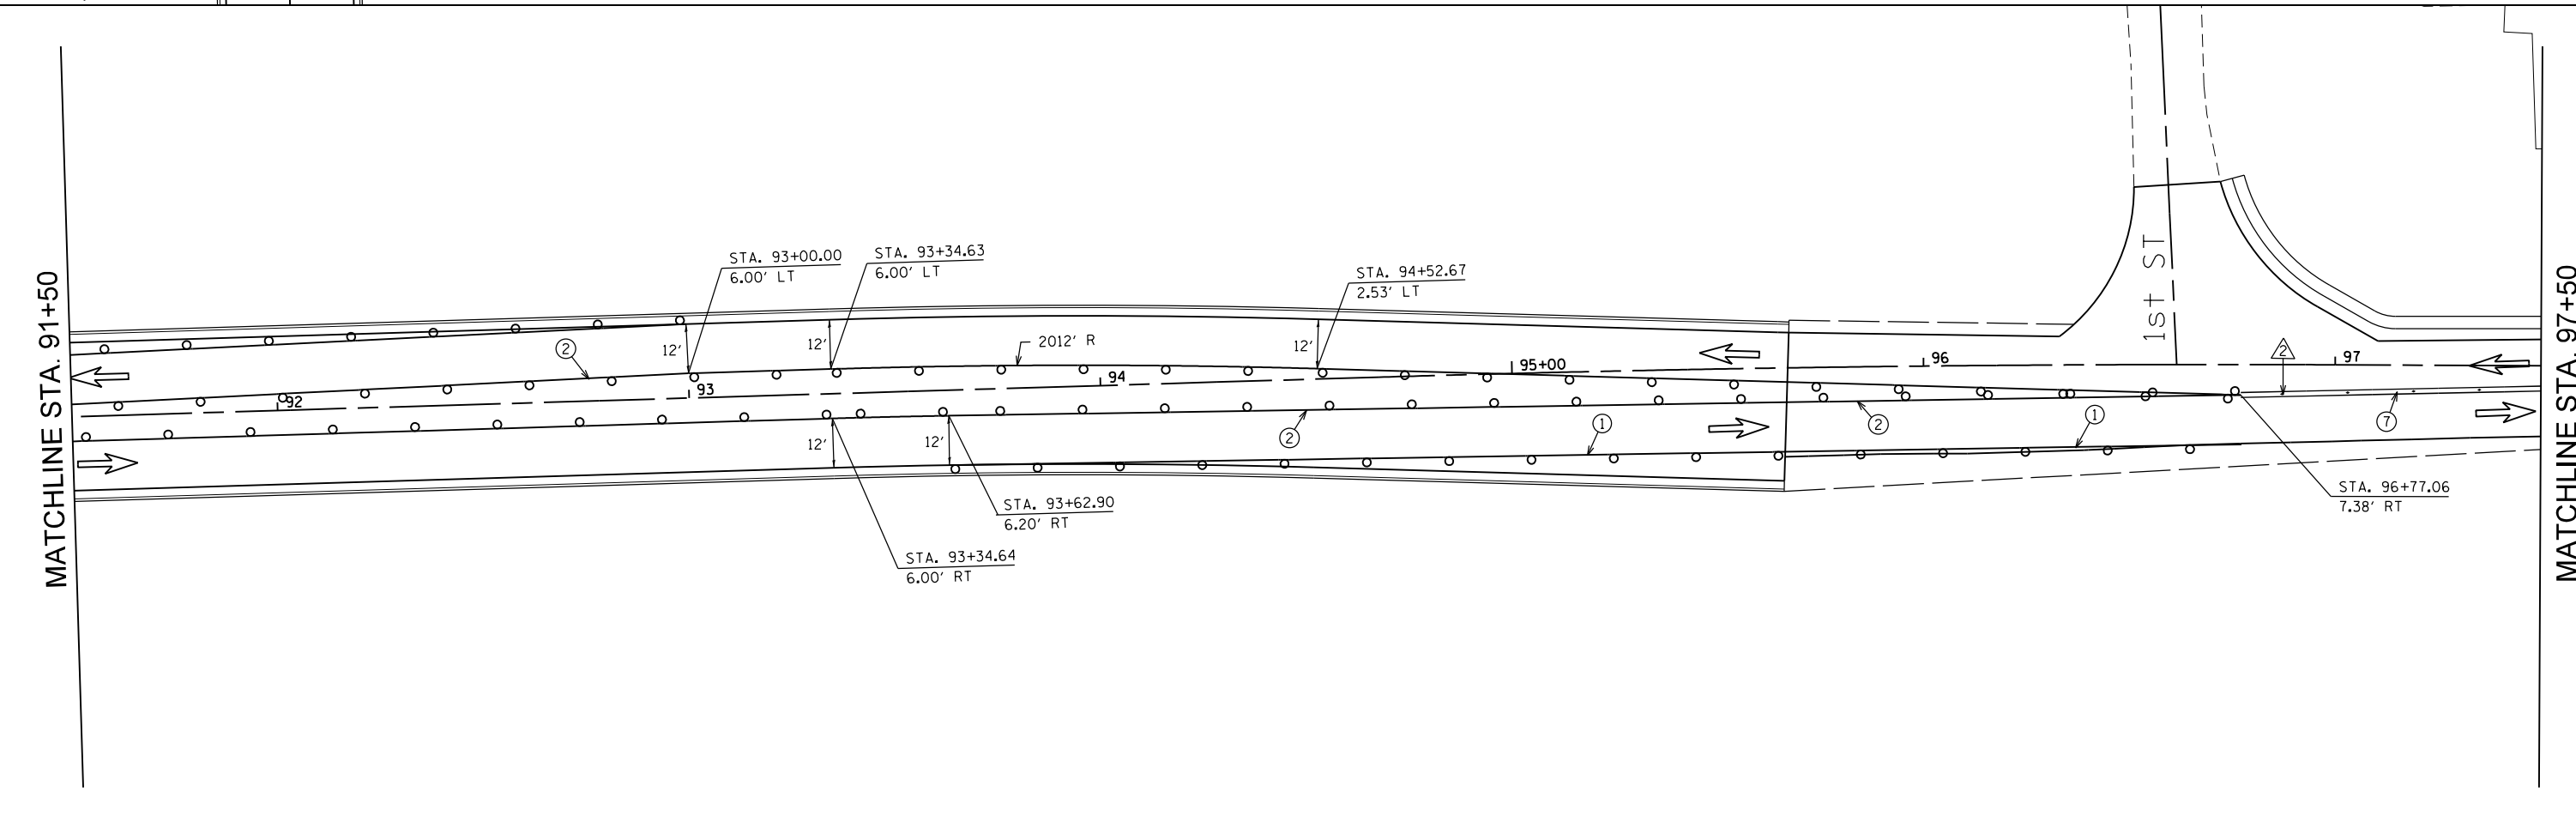 MATCHLINE STA. 91+50
STA. 93+00.00
6.00' LT
STA. 93+34.63
6.00' LT
STA. 94+52.67
2.53' LT
2012' R
12'
12'
12'
2
92
93
94
95+00
96
97
1ST ST
2
12'
12'
2
1
2
1
7
STA. 93+62.90
6.20' RT
STA. 93+34.64
6.00' RT
STA. 96+77.06
7.38' RT
MATCHLINE STA. 97+50